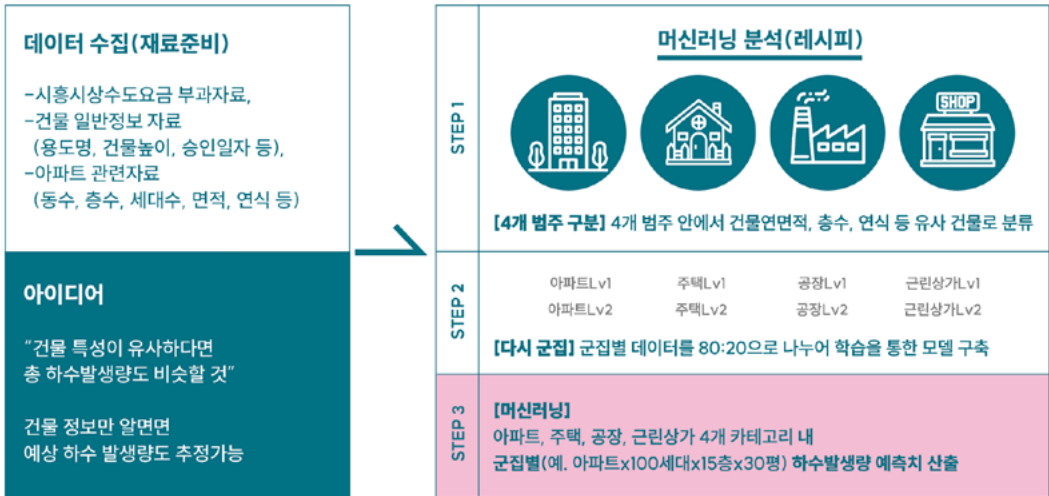 데이터 수집(재료준비)
-시흥시상수도요금 부과자료,
-건물 일반정보 자료
(용도명, 건물높이, 승인일자 등),
-아파트 관련자료
(동수, 층수, 세대수, 면적, 연식 등)
아이디어
“건물 특성이 유사하다면
총 하수발생량도 비슷할 것”
건물 정보만 알면면
예상 하수 발생량도 추정가능
머신러닝 분석(레시피)
STEP 1
SHOP
[4개 범주 구분] 4개 범주 안에서 건물연면적, 층수, 연식 등 유사 건물로 분류
STEP 2
아파트Lv1 주택Lv1 공장Lv1 근린상가Lv1
아파트Lv2 주택Lv2 공장Lv2 근린상가Lv2
[다시 군집] 군집별 데이터를 80:20으로 나누어 학습을 통한 모델 구축
STEP 3
[머신러닝]
아파트, 주택, 공장, 근린상가 4개 카테고리 내
군집별(예. 아파트x100세대x15층x30평) 하수발생량 예측치 산출